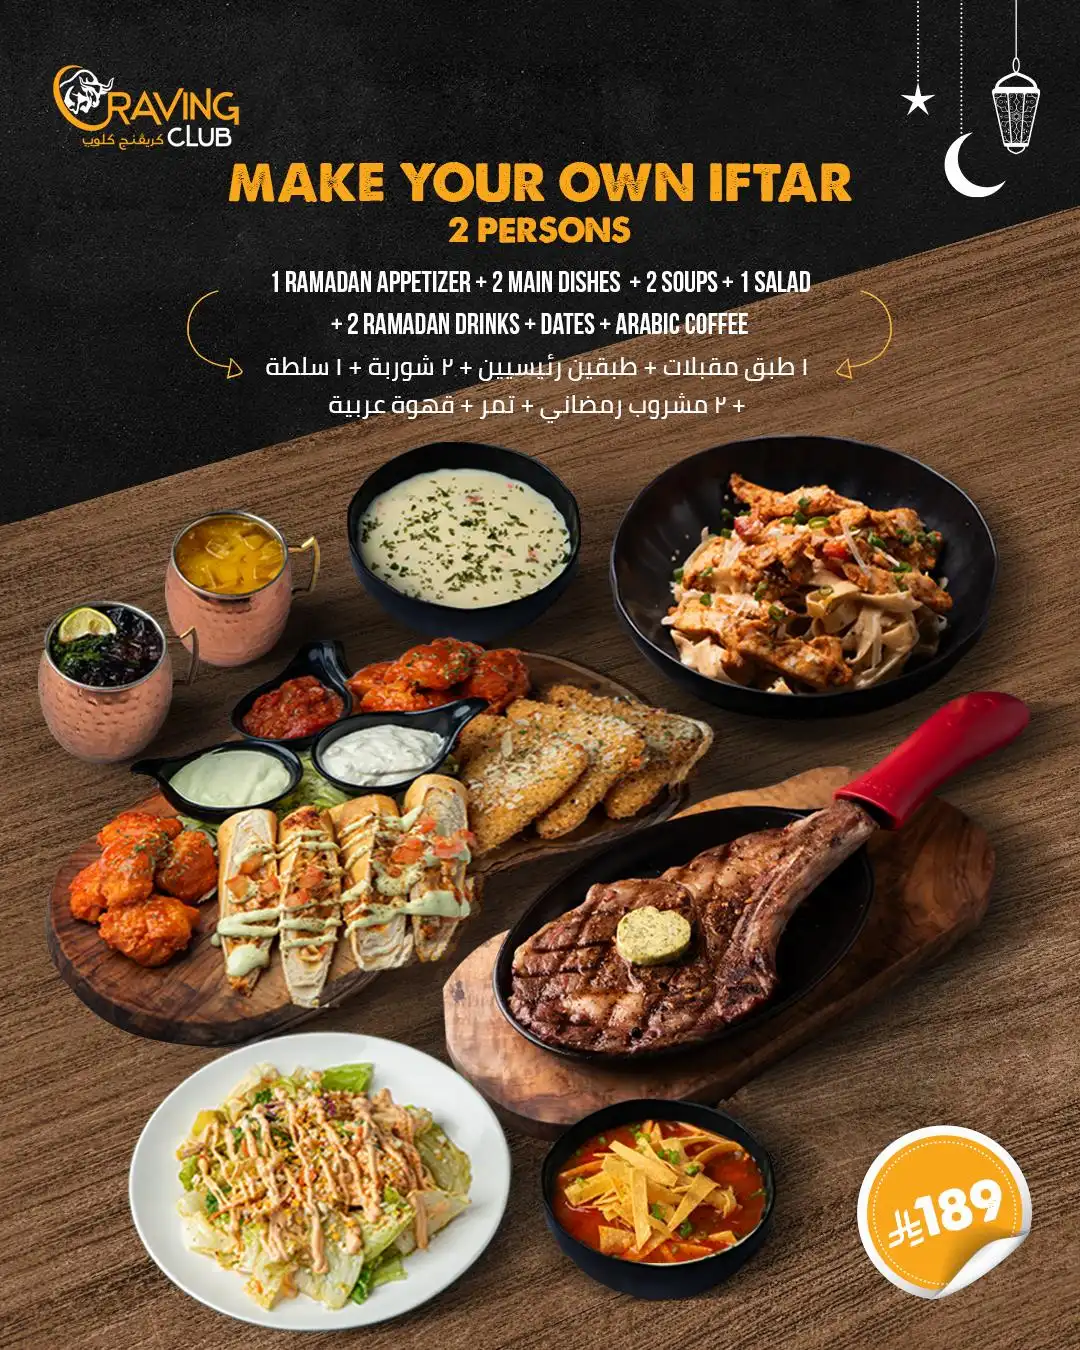 CRAVING
كريڤنج كلوب CLUB
MAKE YOUR OWN IFTAR
2 PERSONS
1 RAMADAN APPETIZER + 2 MAIN DISHES + 2 SOUPS + 1 SALAD
+ 2 RAMADAN DRINKS + DATES + ARABIC COFFEE
١ طبق مقبلات + طبقين رئيسيين + ٢ شوربة + ١ سلطة
+ ٢ مشروب رمضاني + تمر + قهوة عربية
⃁189